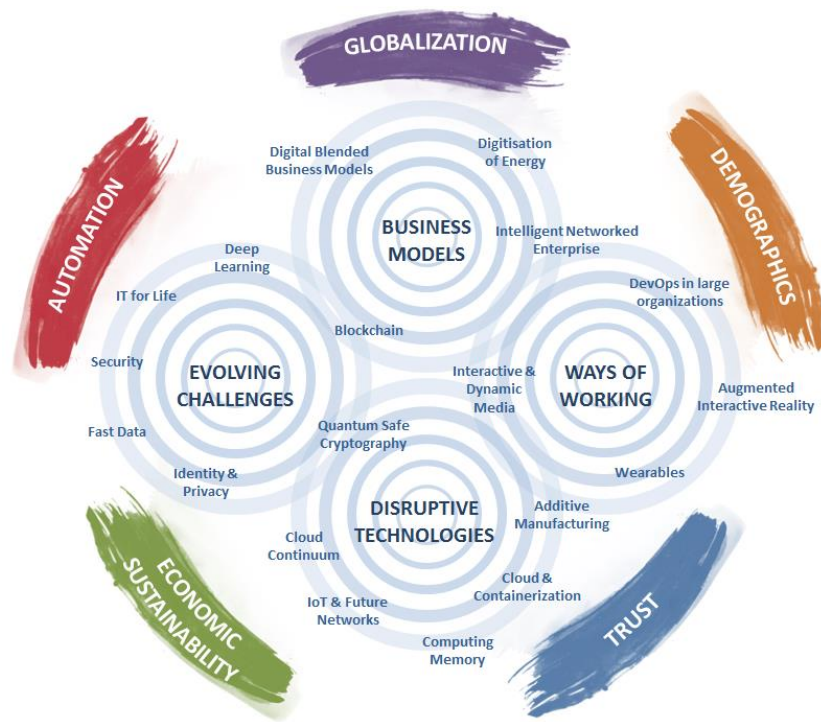 GLOBALIZATION
AUTOMATION
DEMOGRAPHICS
Digital Blended
Business Models
Digitisation
of Energy
BUSINESS
MODELS
Intelligent Networked
Enterprise
Deep
Learning
DevOps in large
organizations
IT for Life
Blockchain
Security
EVOLVING
CHALLENGES
Interactive &
Dynamic
Media
WAYS OF
WORKING
Augmented
Interactive Reality
Fast Data
Quantum Safe
Cryptography
Identity &
Privacy
Wearables
DISRUPTIVE
TECHNOLOGIES
Additive
Manufacturing
Cloud
Continuum
Cloud &
Containerization
IoT & Future
Networks
Computing
Memory
ECONOMIC
SUSTAINABILITY
TRUST